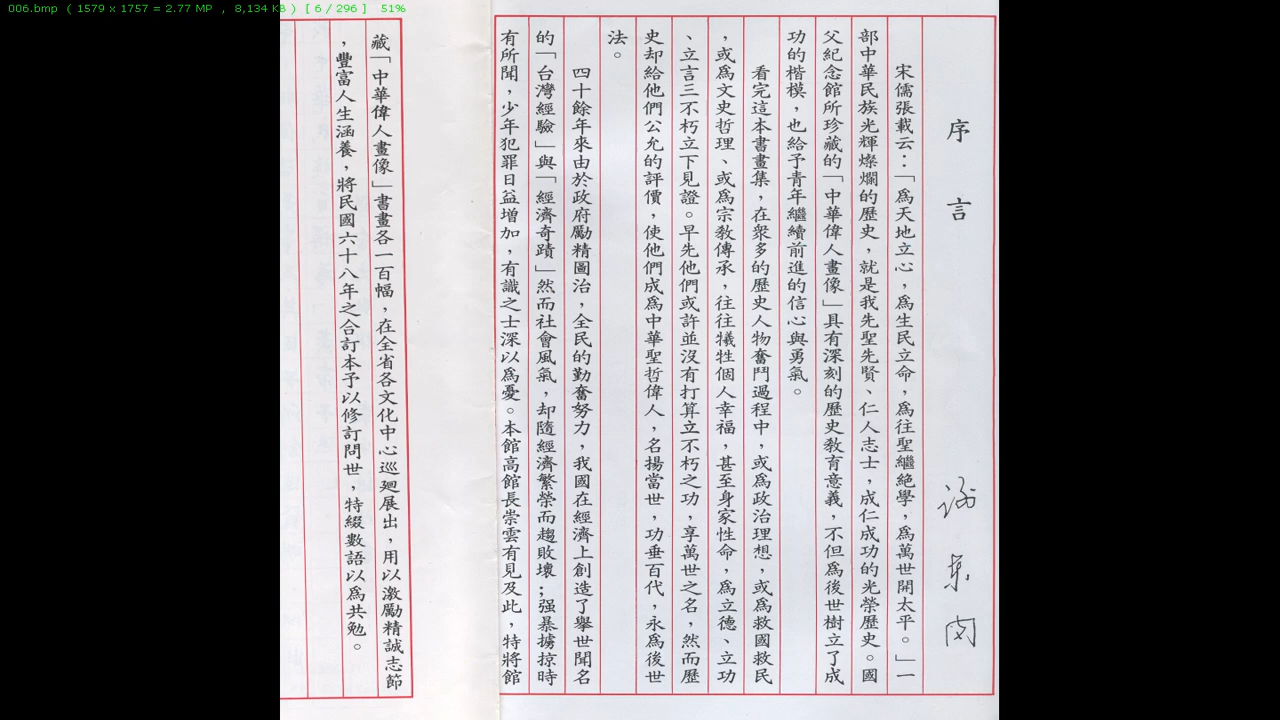 006.bmp ( 1579 x 1757 = 2.77 MP , 8,134 KB ) [ 6 / 296 ] 51%
序言
宋儒張載云：「為天地立心，為生民立命，為往聖繼絕學，為萬世開太平。」一
部中華民族光輝燦爛的歷史，就是我先聖先賢、仁人志士，成仁成功的光榮歷史。國
父紀念館所珍藏的「中華偉人畫像」具有深刻的歷史教育意義，不但為後世樹立了成
功的楷模，也給予青年繼續前進的信心與勇氣。
看完這本書畫集，在衆多的歷史人物奮鬥過程中，或為政治理想，或為救國救民
，或為文史哲理、或為宗教傳承，往往犧牲個人幸福，甚至身家性命，為立德、立功
、立言三不朽立下見證。早先他們或許並沒有打算立不朽之功，享萬世之名，然而歷
史却給他們公允的評價，使他們成為中華聖哲偉人，名揚當世，功垂百代，永為後世
法。
四十餘年來由於政府勵精圖治，全民的勤奮努力，我國在經濟上創造了舉世聞名
的「台灣經驗」與「經濟奇蹟」然而社會風氣，却隨經濟繁榮而趨敗壞；强暴擄掠時
有所聞，少年犯罪日益增加，有識之士深以為憂。本館高館長崇雲有見及此，特將館
藏「中華偉人畫像」書畫各一百幅，在全省各文化中心巡廻展出，用以激勵精誠志節
，豐富人生涵養，將民國六十八年之合訂本予以修訂問世，特綴數語以為共勉。